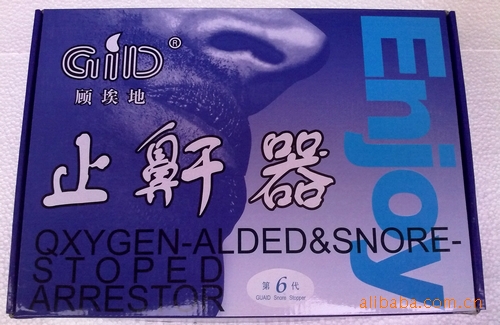 GiD®
顾埃地
Enjoy
止鼾器
QXYGEN-ALDED&SNORE-
STOPED
ARRESTOR
第6代
GUAID Snore Stopper
alibaba.com.cn